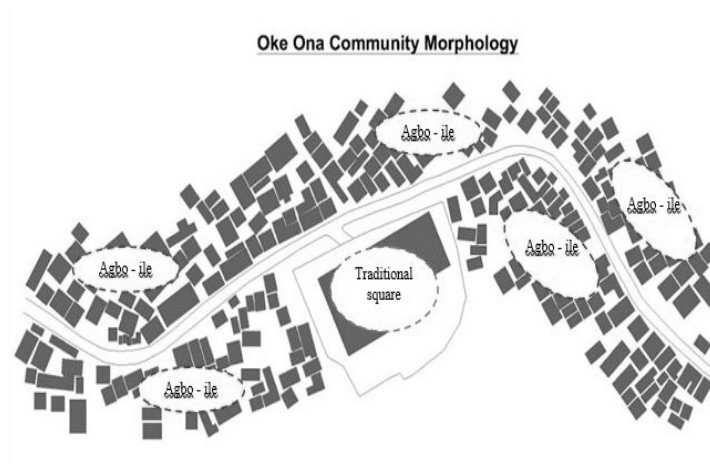 Oke Ona Community Morphology
Agbo - ile
Agbo - ile
Agbo - ile
Agbo - ile
Traditional
square
Agbo - ile